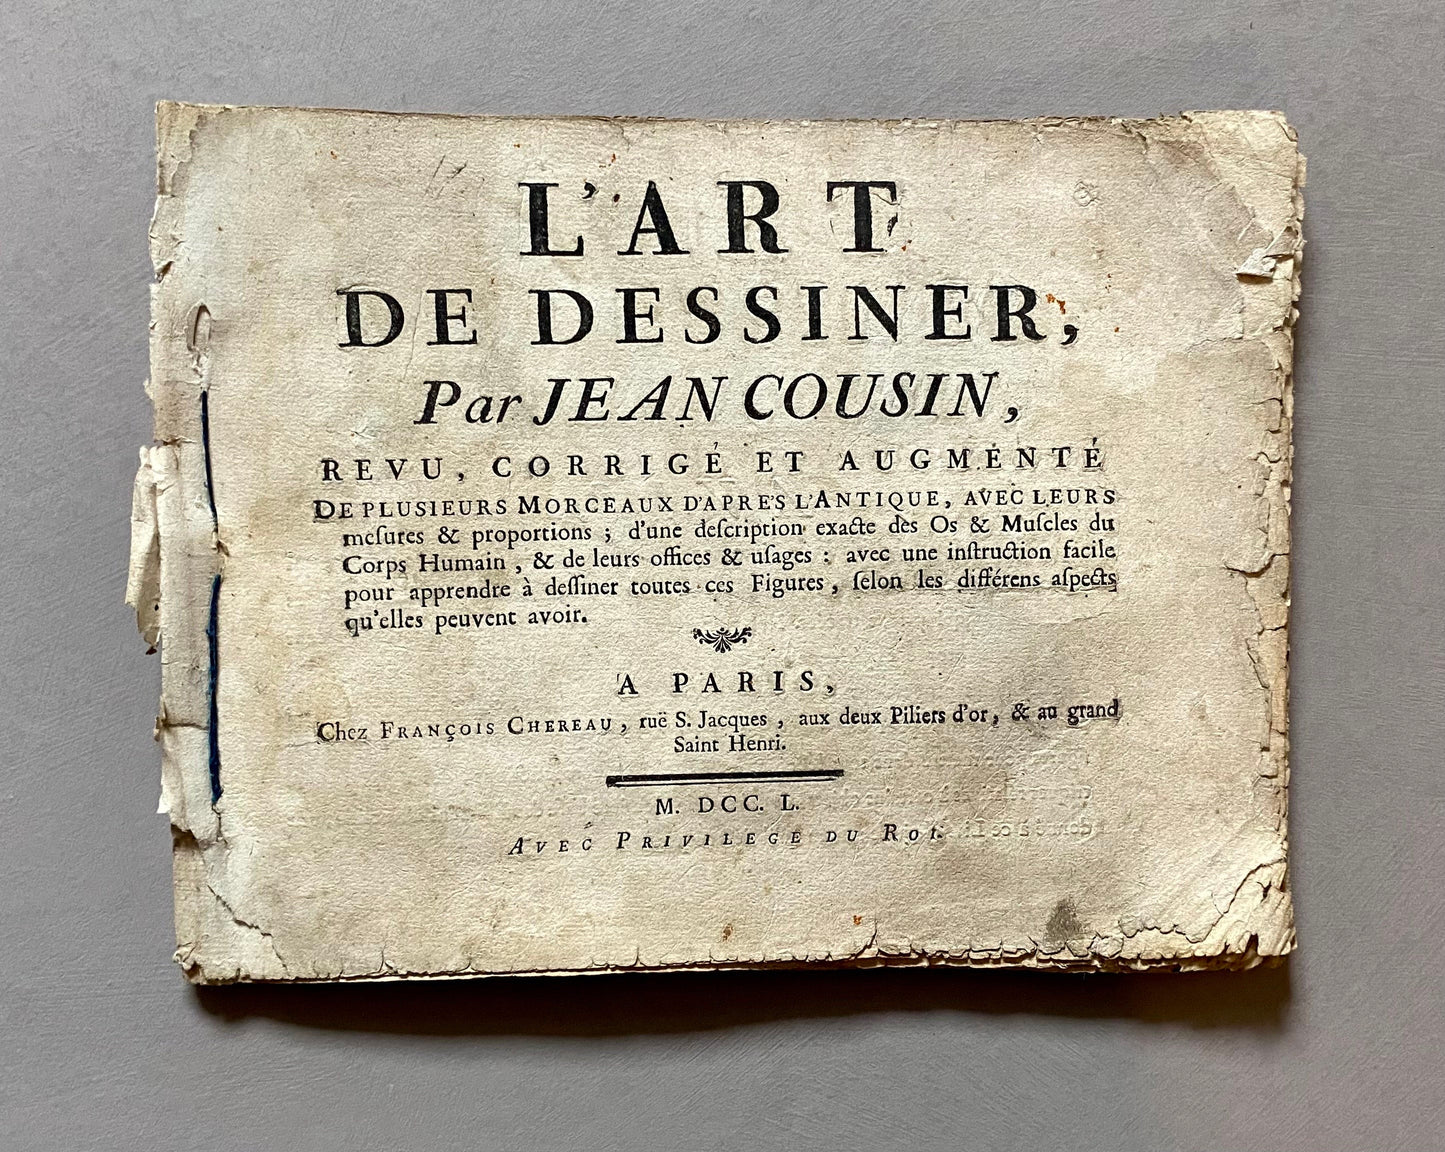 L'ART
DE DESSINER,
Par JEAN COUSIN,
REVU, CORRIGÉ ET AUGMENTÉ
DE PLUSIEURS MORCEAUX D'APRE'S L'ANTIQUE, AVEC LEURS
meſures & proportions ; d'une deſcription exacte des Os & Muſcles du
Corps Humain, & de leurs offices & uſages : avec une inſtruction facile
pour apprendre à deſſiner toutes ces Figures, ſelon les différens aſpects
qu'elles peuvent avoir.
A PARIS,
Chez FRANÇOIS CHEREAU, ruë S. Jacques, aux deux Piliers d'or, & au grand
Saint Henri.
M. DCC. L.
AVEC PRIVILEGE DU ROI.